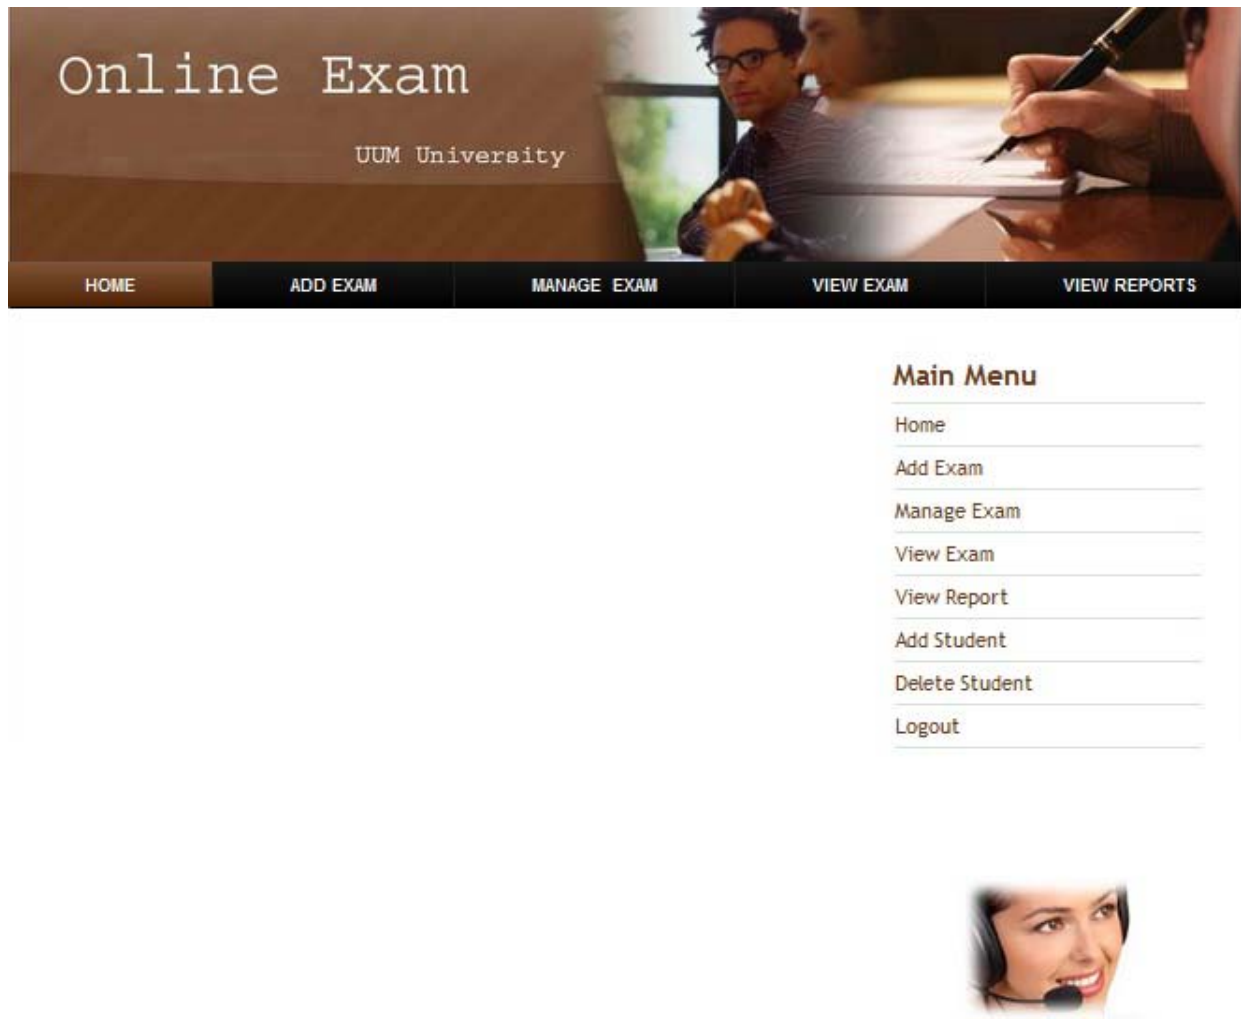 Online Exam
UUM University
HOME ADD EXAM MANAGE EXAM VIEW EXAM VIEW REPORTS
Main Menu
Home
Add Exam
Manage Exam
View Exam
View Report
Add Student
Delete Student
Logout